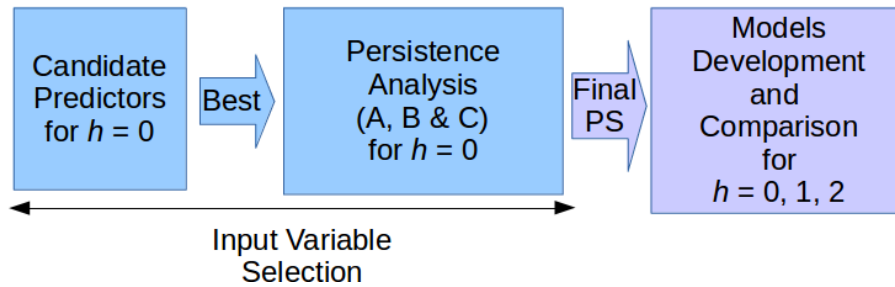 Candidate
Predictors
for h = 0
Best
Persistence
Analysis
(A, B & C)
for h = 0
Final
PS
Models
Development
and
Comparison
for
h = 0, 1, 2
Input Variable
Selection